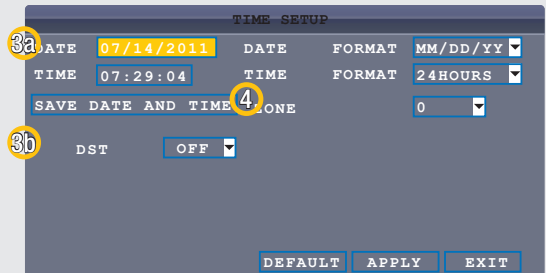 TIME SETUP
3a DATE 07/14/2011 DATE FORMAT MM/DD/YY
TIME 07:29:04 TIME FORMAT 24HOURS
SAVE DATE AND TIME 4 ZONE 0
3b DST OFF
DEFAULT APPLY EXIT